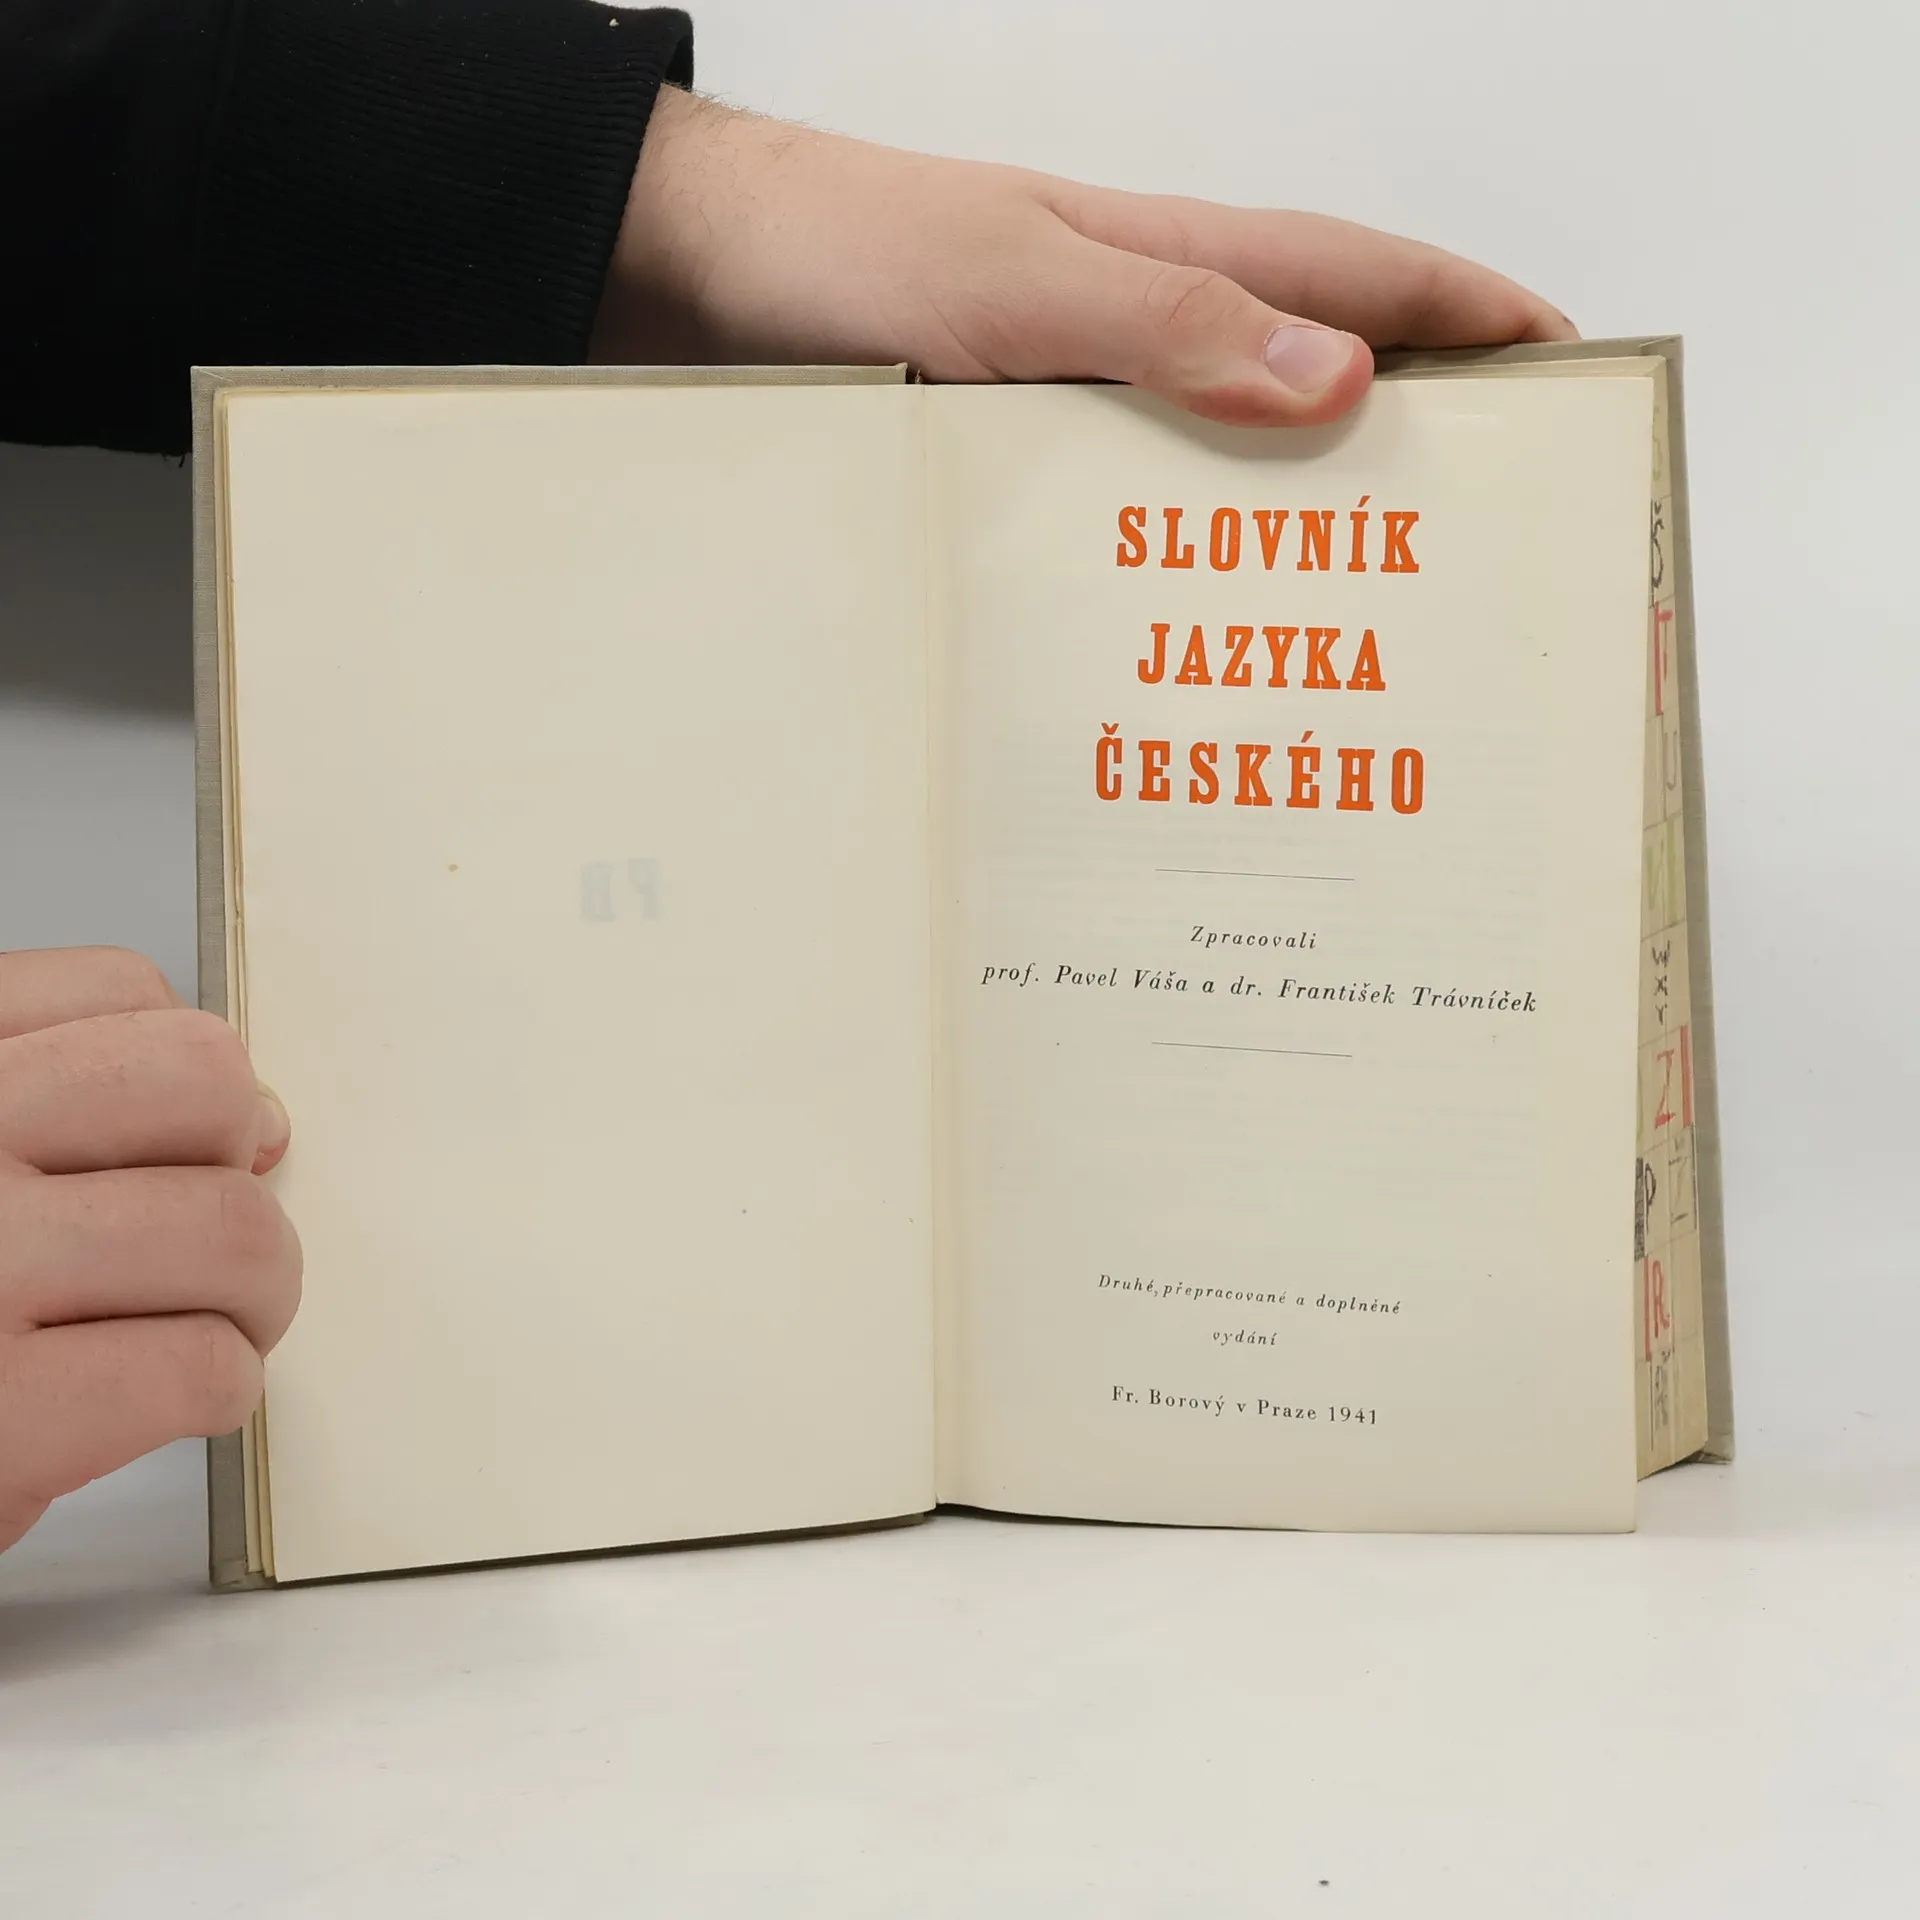 SLOVNÍK
JAZYKA
ČESKÉHO
Zpracovali
prof. Pavel Váša a dr. František Trávníček
Druhé, přepracované a doplněné
vydání
Fr. Borový v Praze 1941
Š
T
U
V
W
X
Y
Z
Ž
P
R
Ř